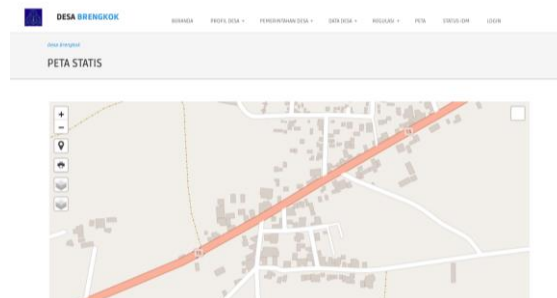 DESA BRENGKOK
BERANDA PROFIL DESA PEMERINTAHAN DESA DATA DESA REGULASI PETA STATUS IDM LOGIN
Desa Brengkok
PETA STATIS
+
−